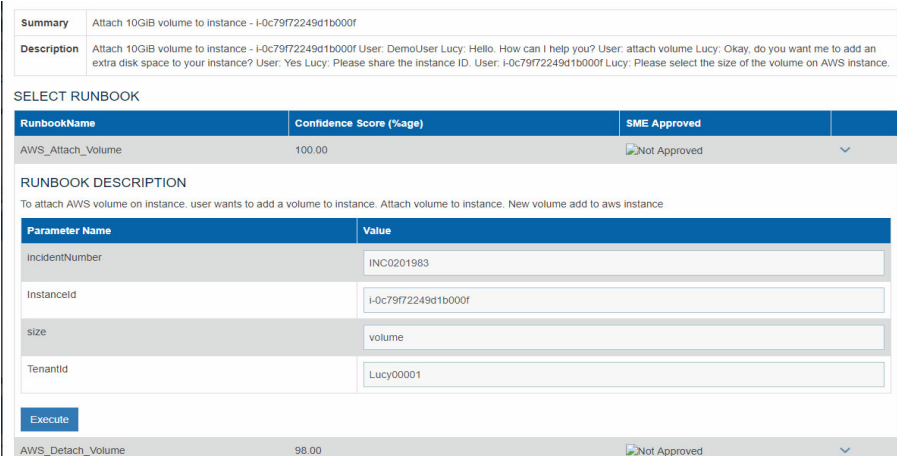 Summary Attach 10GiB volume to instance - i-0c79f72249d1b000f
Description Attach 10GiB volume to instance - i-0c79f72249d1b000f User: DemoUser Lucy: Hello. How can I help you? User: attach volume Lucy: Okay, do you want me to add an
extra disk space to your instance? User: Yes Lucy: Please share the instance ID. User: i-0c79f72249d1b000f Lucy: Please select the size of the volume on AWS instance.
SELECT RUNBOOK
RunbookName Confidence Score (%age) SME Approved
AWS_Attach_Volume 100.00 Not Approved
RUNBOOK DESCRIPTION
To attach AWS volume on instance. user wants to add a volume to instance. Attach volume to instance. New volume add to aws instance
Parameter Name Value
incidentNumber INC0201983
InstanceId i-0c79f72249d1b000f
size volume
TenantId Lucy00001
Execute
AWS_Detach_Volume 98.00 Not Approved